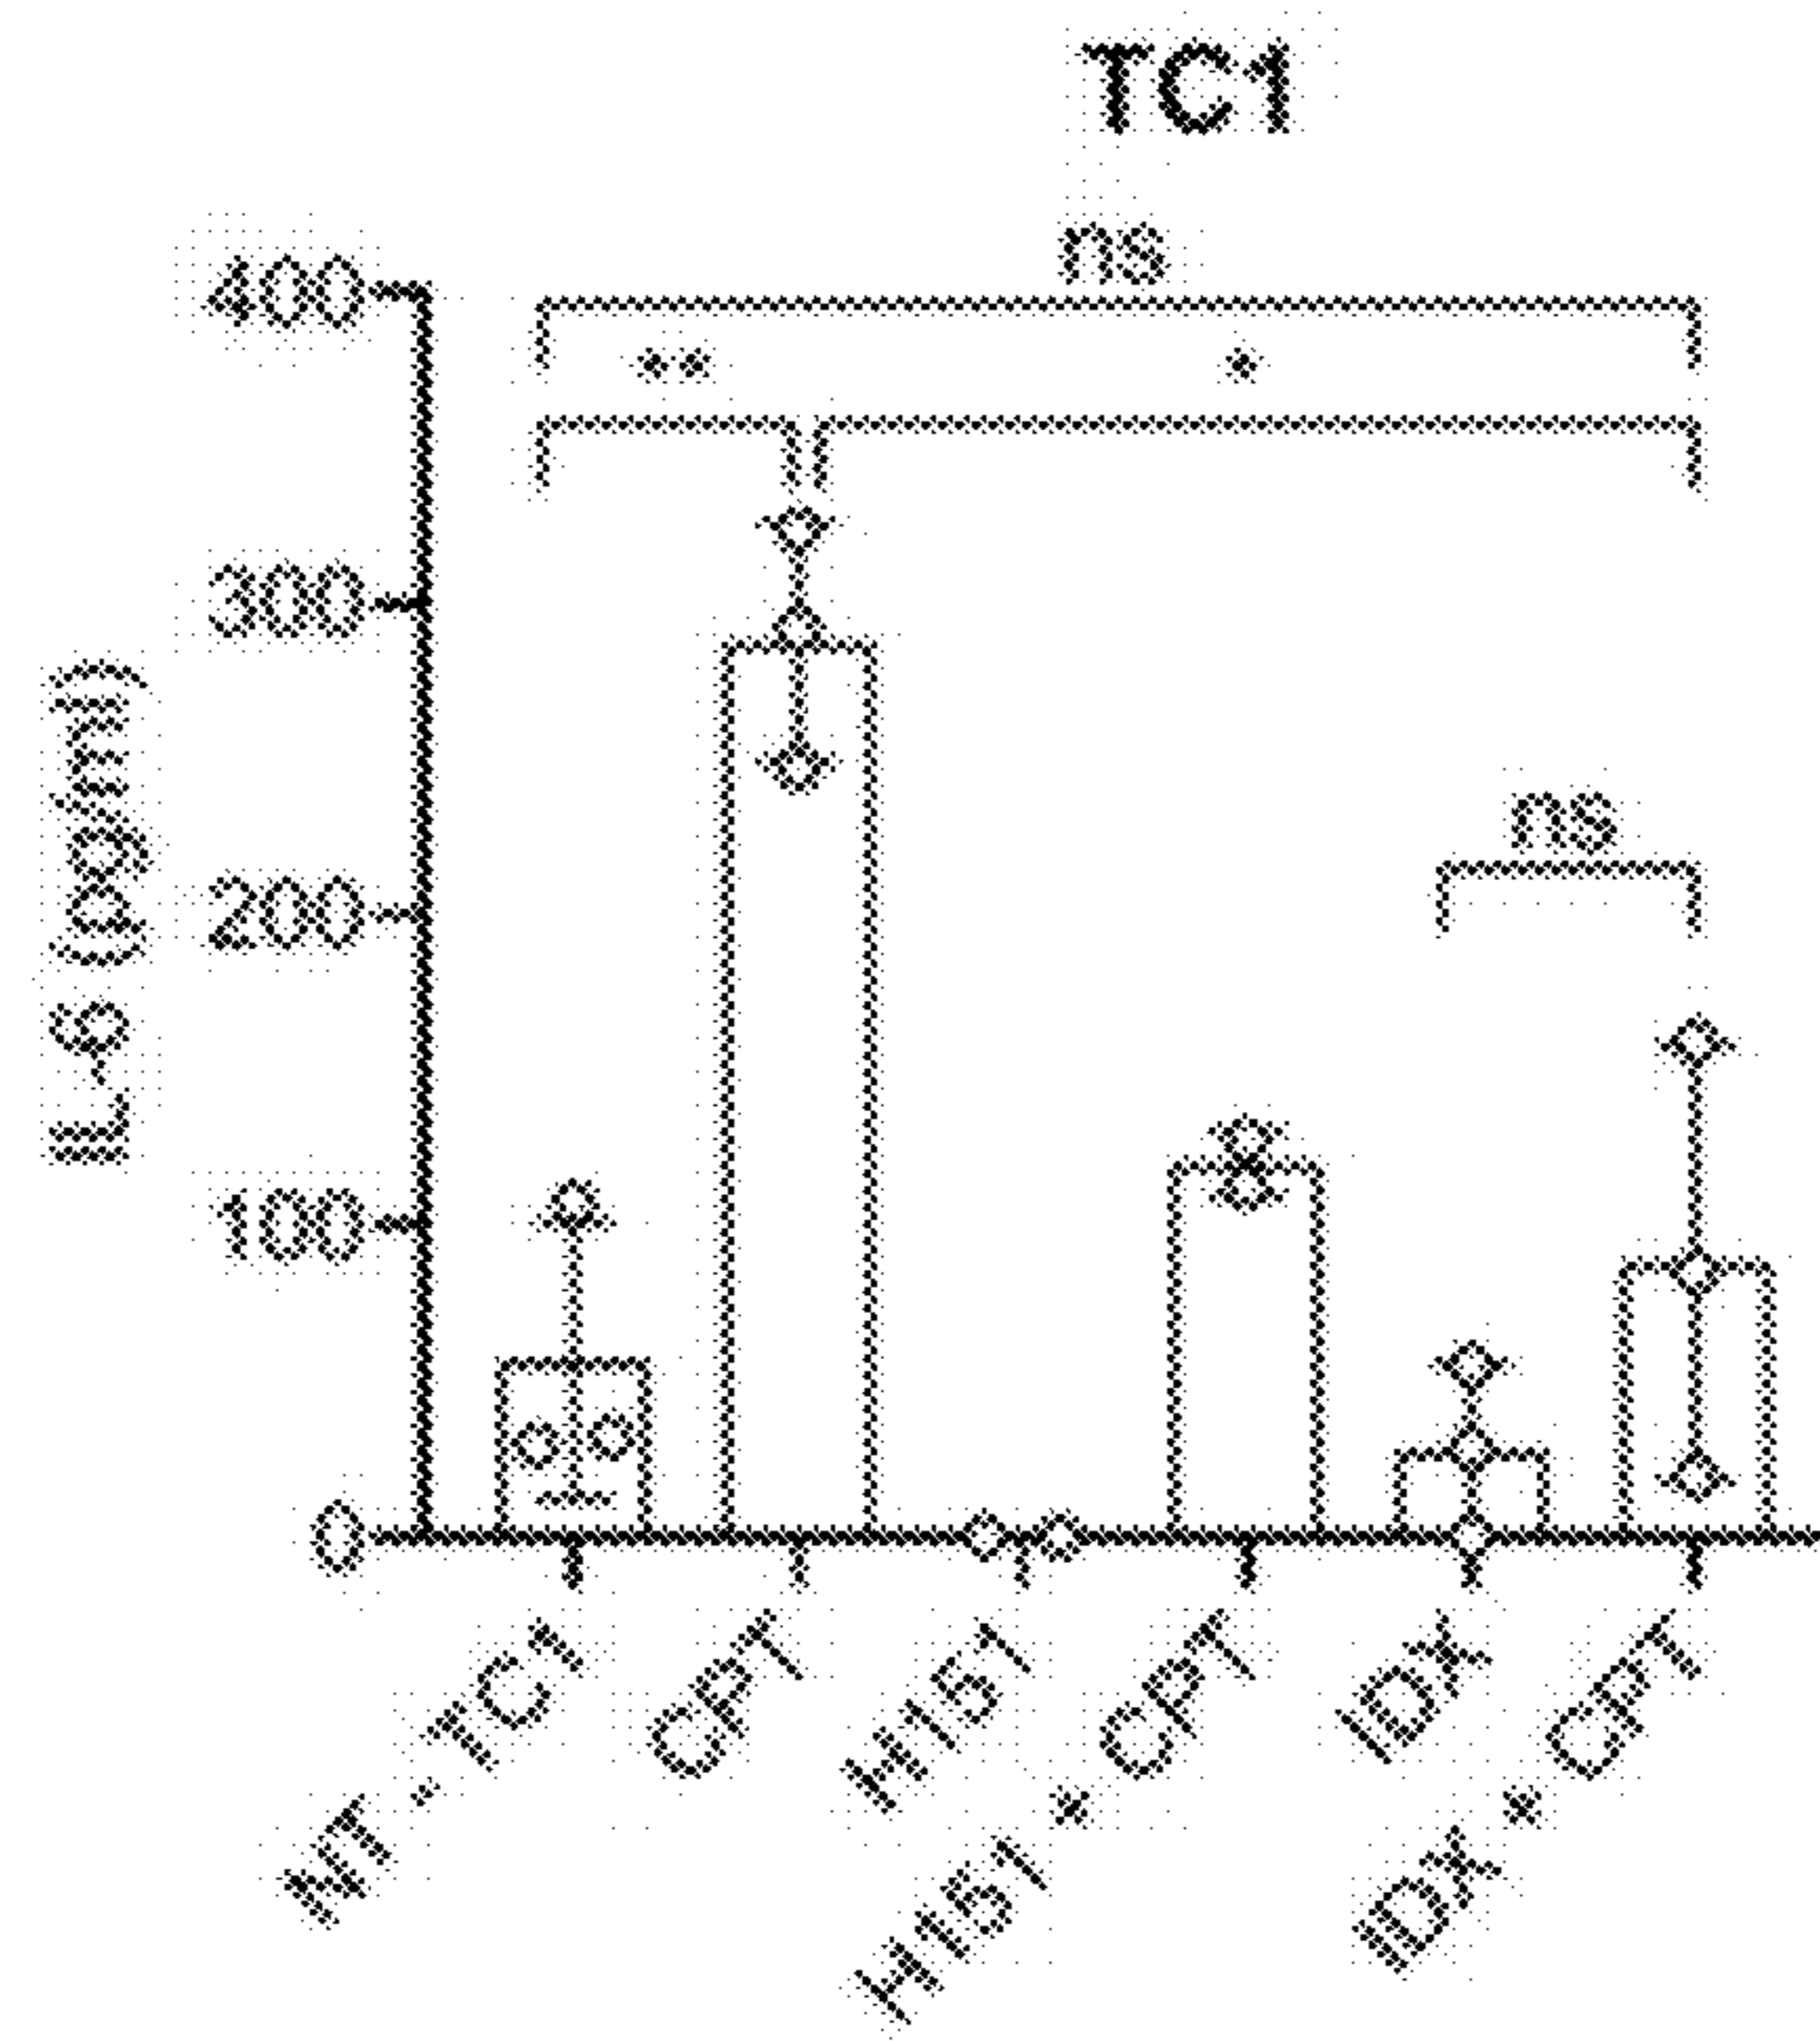 TC1
ns
400
**
*
300
ns
200
100
0
IL-6 (pg/ml)
NT - TC1
CPT
H151
H151 * CPT
IDX
IDX * CPT